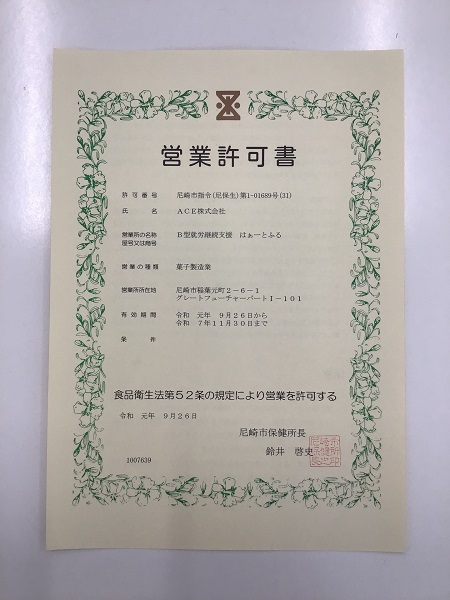 営業許可書
許可番号 尼崎市指令(尼保生)第1-01689号(31)
氏名 ACE株式会社
営業所の名称 B型就労継続支援 はぁーとふる
屋号又は商号
営業の種類 菓子製造業
営業所所在地 尼崎市稲葉元町2-6-1
グレートフューチャーパートI-101
有効期間 令和 元年 9月26日から
令和 7年11月30日まで
条件
食品衛生法第52条の規定により営業を許可する
令和 元年 9月26日
尼崎市保健所長
鈴井 啓史
1007639